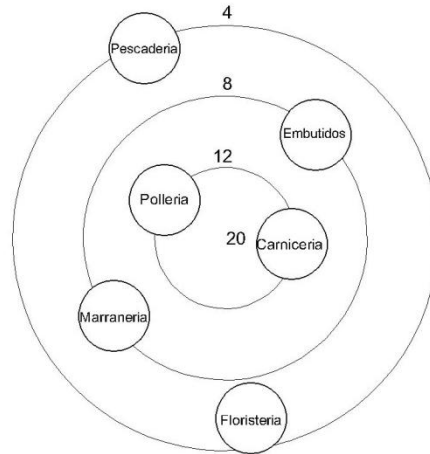 4
Pescaderia
8
Embutidos
12
Polleria
20
Carniceria
Marraneria
Floristeria